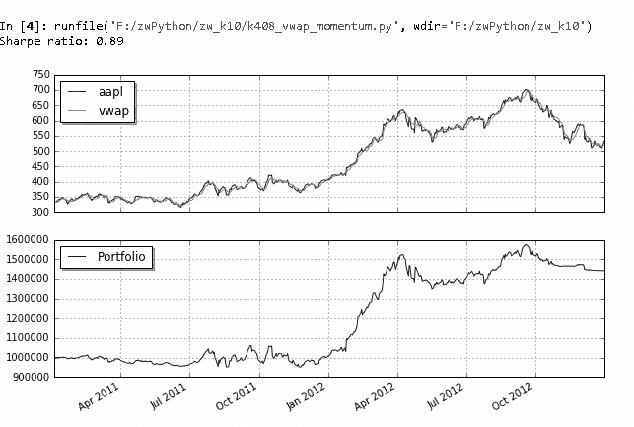 In [4]: runfile('F:/zwPython/zw_k10/k408_vwap_momentum.py', wdir='F:/zwPython/zw_k10')
Sharpe ratio: 0.89
750
700
650
600
550
500
450
400
350
300
aapl
vwap
1600000
1500000
1400000
1300000
1200000
1100000
1000000
900000
Portfolio
Apr 2011
Jul 2011
Oct 2011
Jan 2012
Apr 2012
Jul 2012
Oct 2012